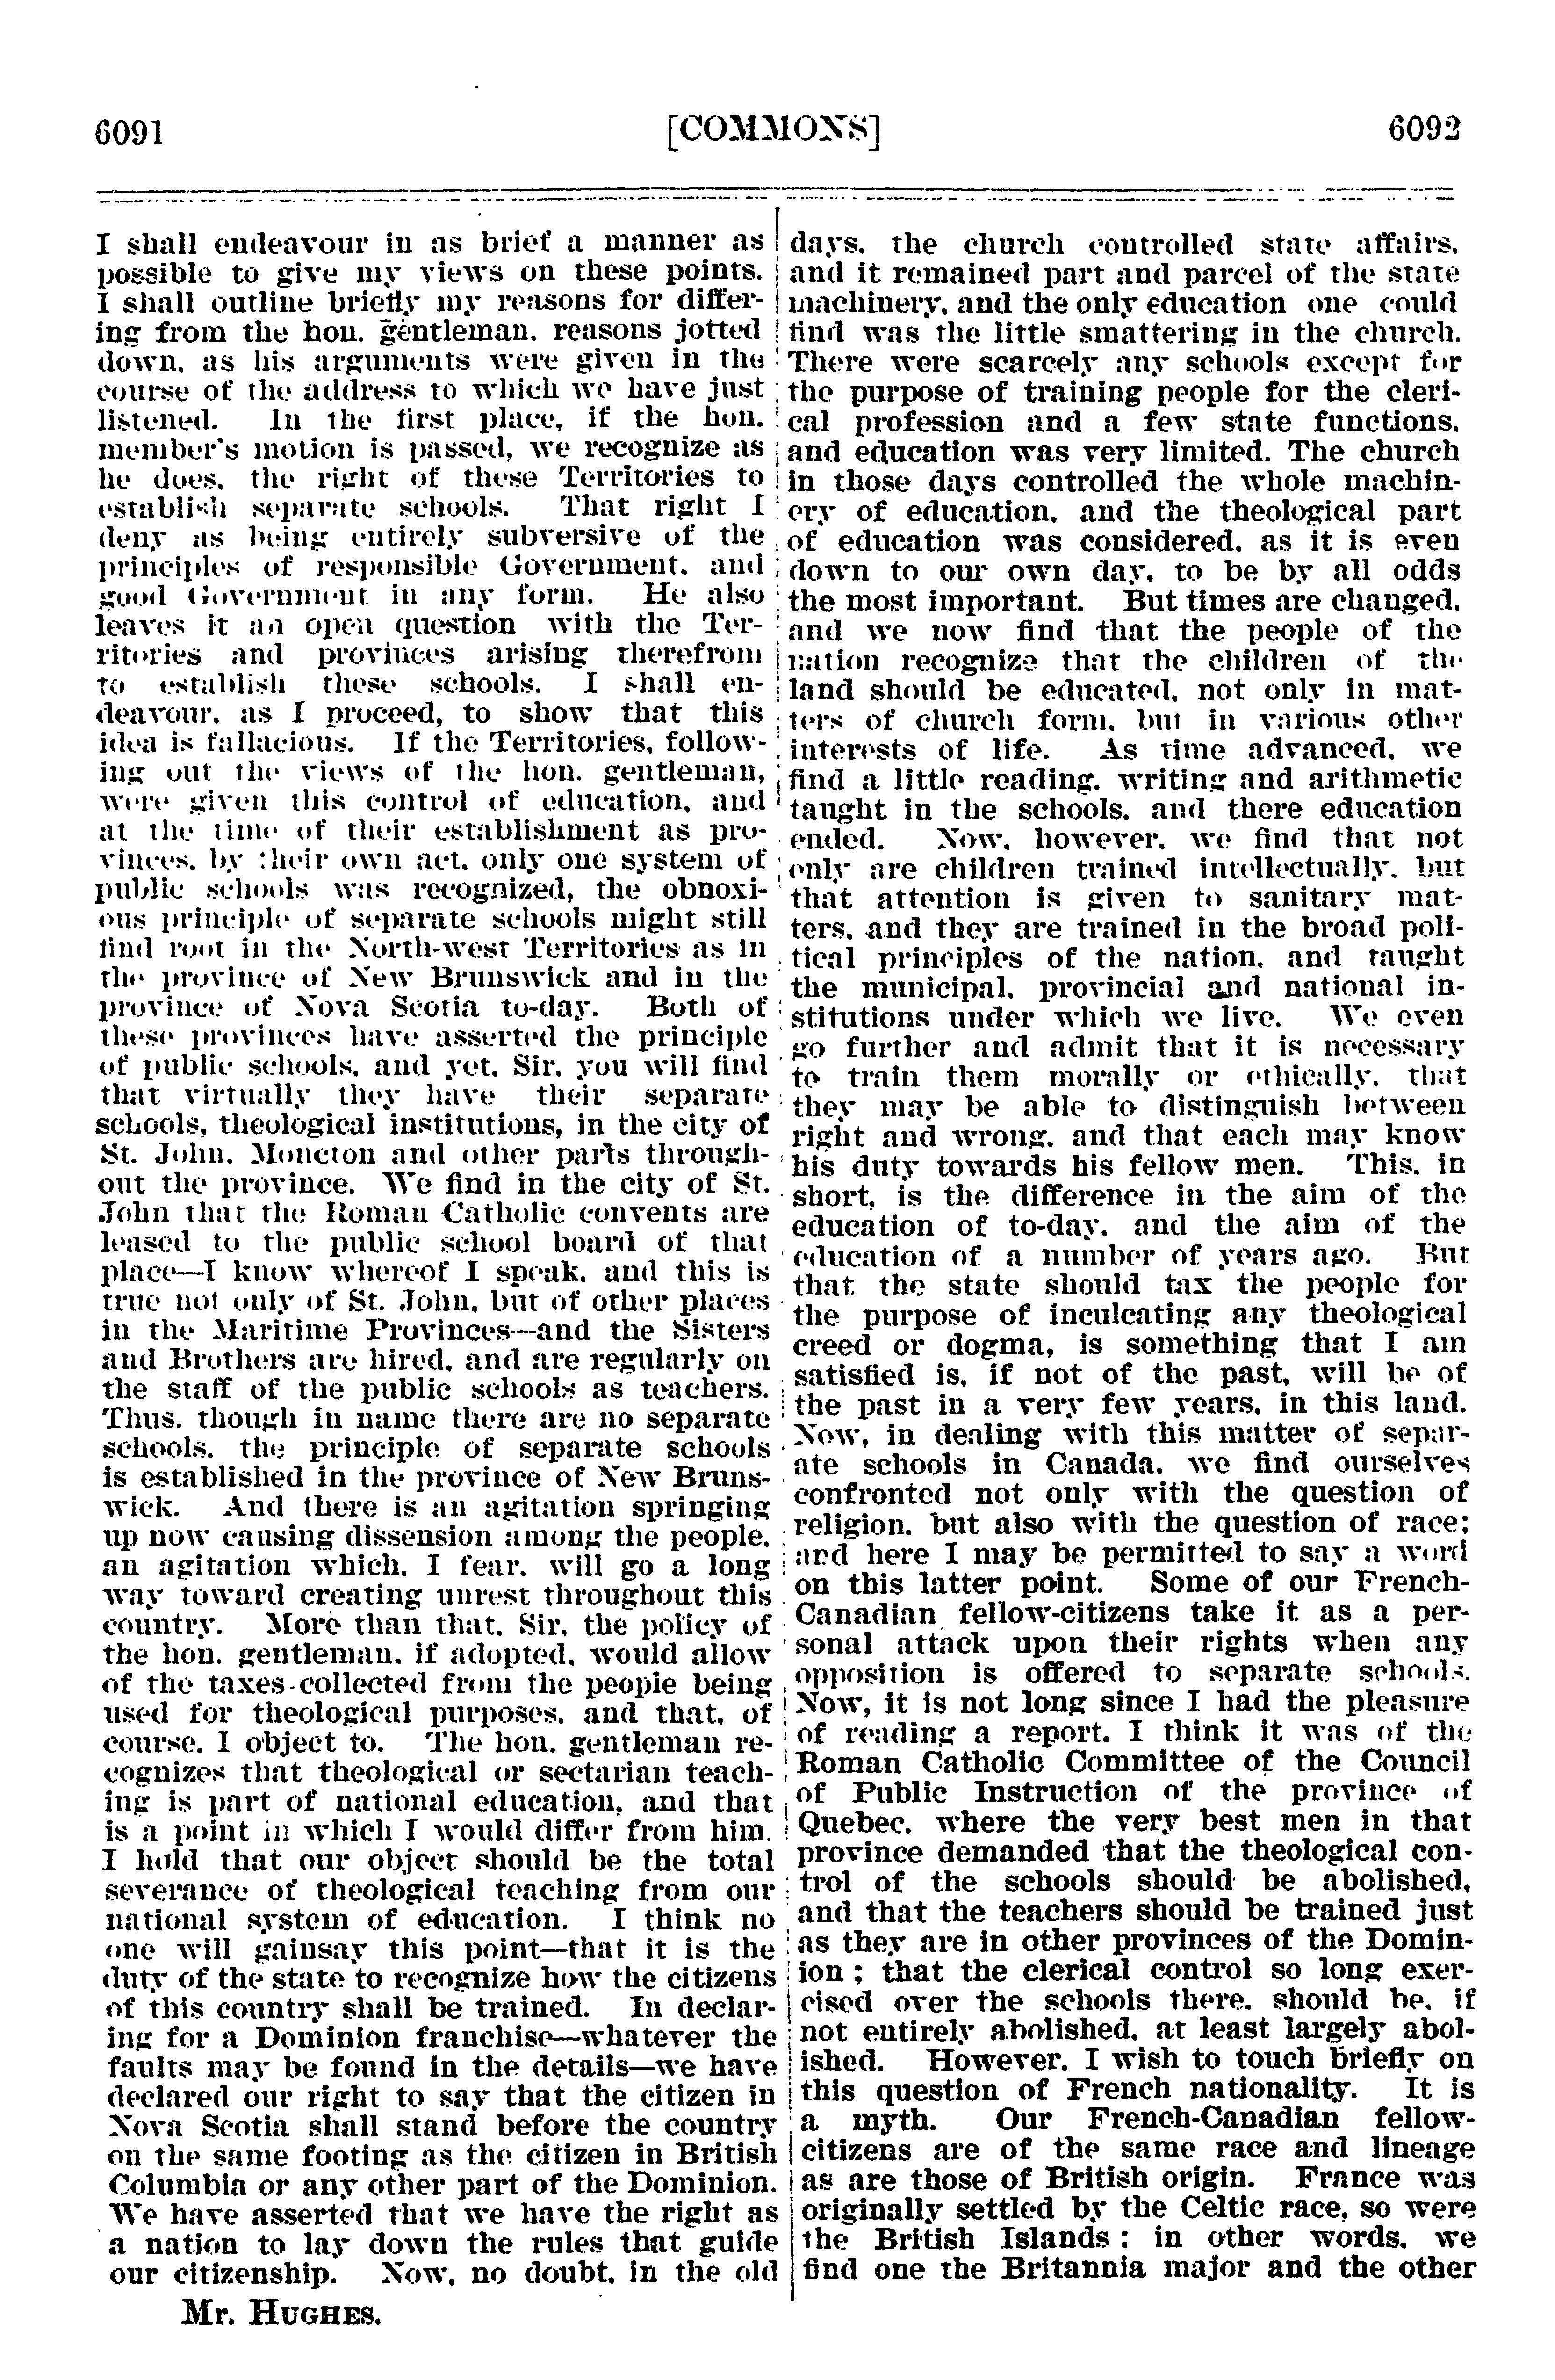 6091
[COMMONS]
6092
I shall endeavour in as brief a manner as
possible to give my views on these points.
I shall outline briefly my reasons for differ-
ing from the hon. gentleman, reasons jotted
down, as his arguments were given in the
course of the address to which we have just
listened. In the first place, if the hon.
member's motion is passed, we recognize as
he does, the right of these Territories to
establish separate schools. That right I
deny as being entirely subversive of the
principles of responsible Government, and
good Government in any form. He also
leaves it an open question with the Ter-
ritories and provinces arising therefrom
to establish these schools. I shall en-
deavour, as I proceed, to show that this
idea is fallacious. If the Territories, follow-
ing out the views of the hon. gentleman,
were given this control of education, and
at the time of their establishment as pro-
vinces, by their own act, only one system of
public schools was recognized, the obnoxi-
ous principle of separate schools might still
find root in the North-west Territories as in
the province of New Brunswick and in the
province of Nova Scotia to-day. Both of
these provinces have asserted the principle
of public schools, and yet, Sir, you will find
that virtually they have their separate
schools, theological institutions, in the city of
St. John, Moncton and other parts through-
out the province. We find in the city of St.
John that the Roman Catholic convents are
leased to the public school board of that
place—I know whereof I speak, and this is
true not only of St. John, but of other places
in the Maritime Provinces—and the Sisters
and Brothers are hired, and are regularly on
the staff of the public schools as teachers.
Thus, though in name there are no separate
schools, the principle of separate schools
is established in the province of New Bruns-
wick. And there is an agitation springing
up now causing dissension among the people,
an agitation which, I fear, will go a long
way toward creating unrest throughout this
country. More than that, Sir, the policy of
the hon. gentleman, if adopted, would allow
of the taxes collected from the people being
used for theological purposes, and that, of
course, I object to. The hon. gentleman re-
cognizes that theological or sectarian teach-
ing is part of national education, and that
is a point in which I would differ from him.
I hold that our object should be the total
severance of theological teaching from our
national system of education. I think no
one will gainsay this point—that it is the
duty of the state to recognize how the citizens
of this country shall be trained. In declar-
ing for a Dominion franchise—whatever the
faults may be found in the details—we have
declared our right to say that the citizen in
Nova Scotia shall stand before the country
on the same footing as the citizen in British
Columbia or any other part of the Dominion.
We have asserted that we have the right as
a nation to lay down the rules that guide
our citizenship. Now, no doubt, in the old
Mr. HUGHES.
days, the church controlled state affairs,
and it remained part and parcel of the state
machinery, and the only education one could
find was the little smattering in the church.
There were scarcely any schools except for
the purpose of training people for the cleri-
cal profession and a few state functions,
and education was very limited. The church
in those days controlled the whole machin-
ery of education, and the theological part
of education was considered, as it is even
down to our own day, to be by all odds
the most important. But times are changed,
and we now find that the people of the
nation recognize that the children of the
land should be educated, not only in mat-
ters of church form, but in various other
interests of life. As time advanced, we
find a little reading, writing and arithmetic
taught in the schools, and there education
ended. Now, however, we find that not
only are children trained intellectually, but
that attention is given to sanitary mat-
ters, and they are trained in the broad poli-
tical principles of the nation, and taught
the municipal, provincial and national in-
stitutions under which we live. We even
go further and admit that it is necessary
to train them morally or ethically, that
they may be able to distinguish between
right and wrong, and that each may know
his duty towards his fellow men. This, in
short, is the difference in the aim of the
education of to-day, and the aim of the
education of a number of years ago. But
that the state should tax the people for
the purpose of inculcating any theological
creed or dogma, is something that I am
satisfied is, if not of the past, will be of
the past in a very few years, in this land.
Now, in dealing with this matter of separ-
ate schools in Canada, we find ourselves
confronted not only with the question of
religion, but also with the question of race;
and here I may be permitted to say a word
on this latter point. Some of our French-
Canadian fellow-citizens take it as a per-
sonal attack upon their rights when any
opposition is offered to separate schools.
Now, it is not long since I had the pleasure
of reading a report, I think it was of the
Roman Catholic Committee of the Council
of Public Instruction of the province of
Quebec, where the very best men in that
province demanded that the theological con-
trol of the schools should be abolished,
and that the teachers should be trained just
as they are in other provinces of the Domin-
ion ; that the clerical control so long exer-
cised over the schools there, should be, if
not entirely abolished, at least largely abol-
ished. However, I wish to touch briefly on
this question of French nationality. It is
a myth. Our French-Canadian fellow-
citizens are of the same race and lineage
as are those of British origin. France was
originally settled by the Celtic race, so were
the British Islands : in other words, we
find one the Britannia major and the other